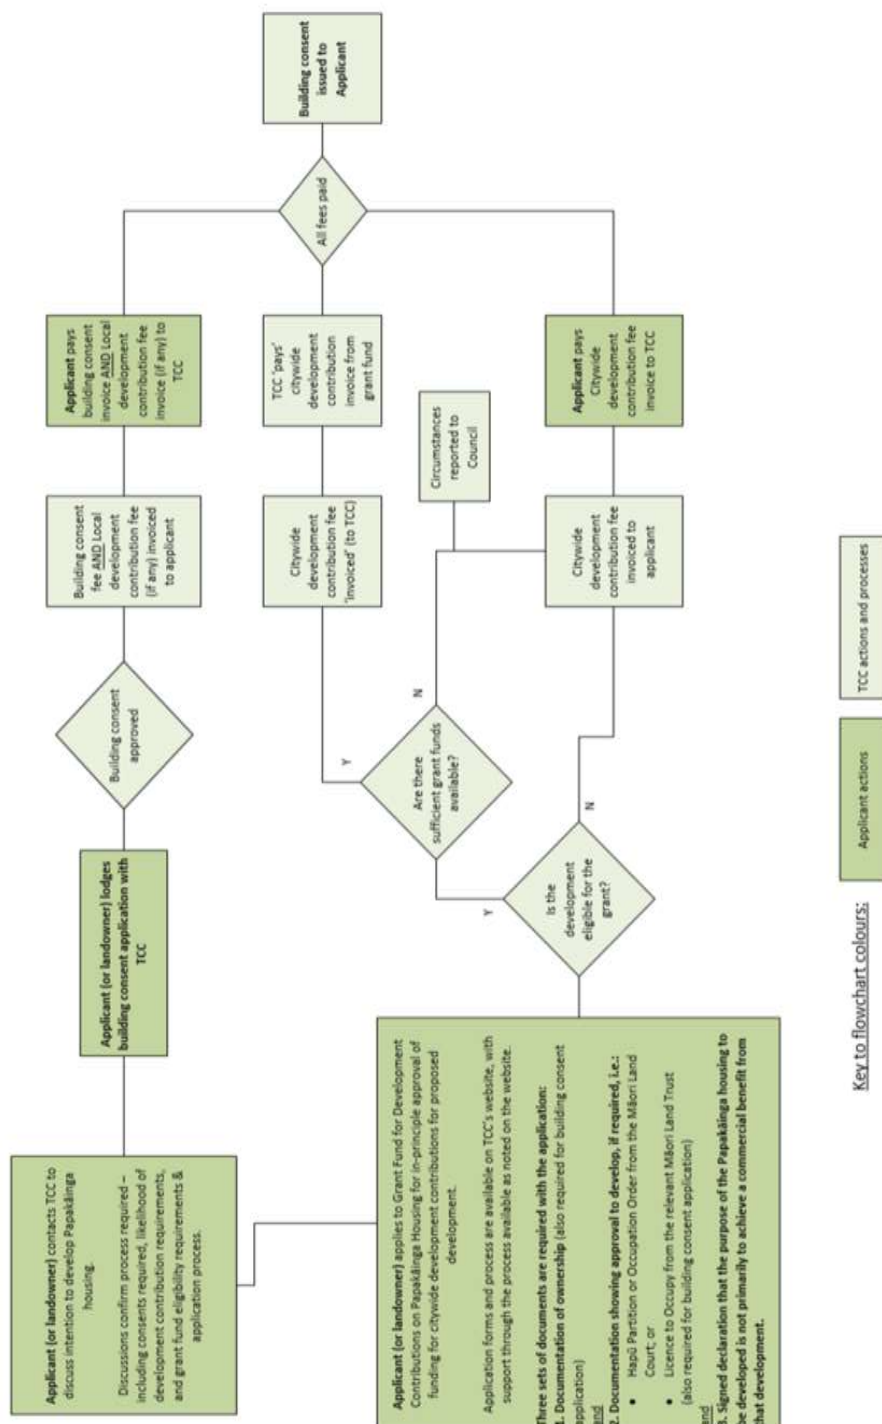 Applicant (or landowner) contacts TCC to
discuss intention to develop Papakāinga
housing.
Discussions confirm process required –
including consents required, likelihood of
development contribution requirements,
and grant fund eligibility requirements &
application process.
Applicant (or landowner) lodges
building consent application with
TCC
Building consent
approved
Building consent
fee AND Local
development
contribution fee
(if any) invoiced
to applicant
Applicant pays
building consent
invoice AND Local
development
contribution fee
invoice (if any) to
TCC
Applicant (or landowner) applies to Grant Fund for Development
Contributions on Papakāinga Housing for in-principle approval of
funding for citywide development contributions for proposed
development.
Application forms and process are available on TCC's website, with
support through the process available as noted on the website.
Three sets of documents are required with the application:
1. Documentation of ownership (also required for building consent
application)
and
2. Documentation showing approval to develop, if required, i.e.:
• Hapū Partition or Occupation Order from the Māori Land
Court; or
• Licence to Occupy from the relevant Māori Land Trust
(also required for building consent application)
and
3. Signed declaration that the purpose of the Papakāinga housing to
be developed is not primarily to achieve a commercial benefit from
that development.
Is the
development
eligible for the
grant?
Y
N
Are there
sufficient grant funds
available?
Y
N
Citywide
development
contribution fee
'invoiced' (to TCC)
TCC 'pays'
citywide
development
contribution
invoice from
grant fund
Circumstances
reported to
Council
Citywide
development
contribution fee
invoiced to
applicant
Applicant pays
Citywide
development
contribution fee
invoice to TCC
All fees paid
Building consent
issued to
Applicant
Key to flowchart colours:
Applicant actions
TCC actions and processes